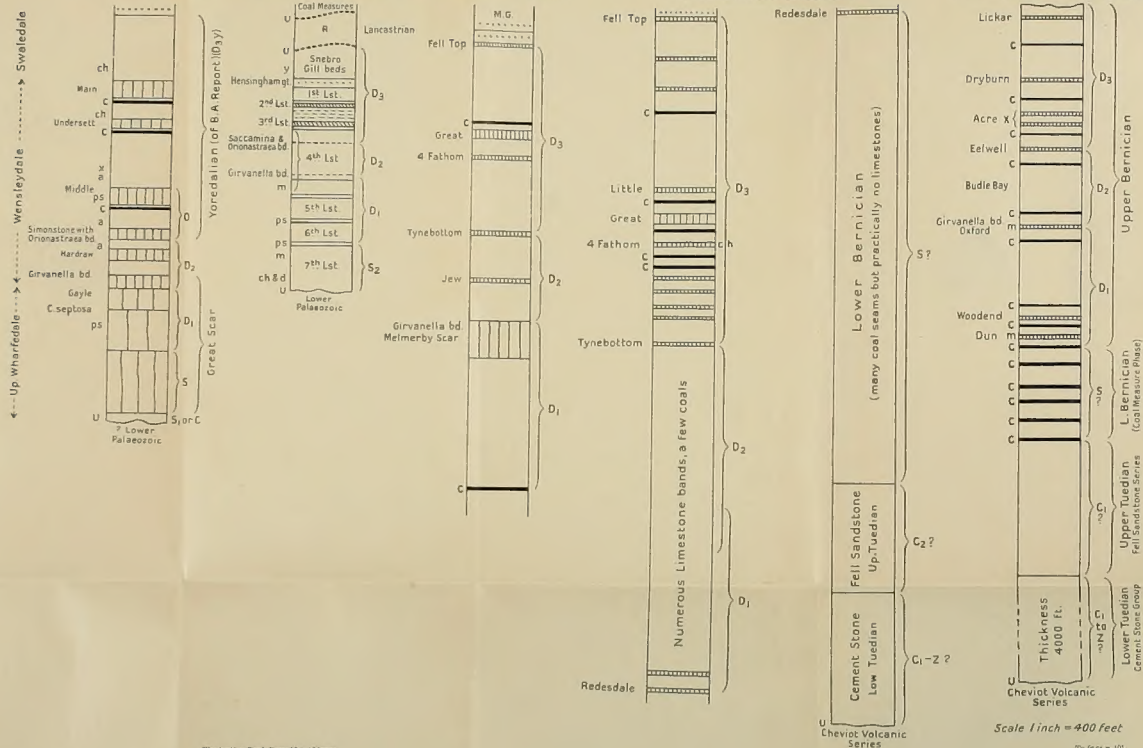 Swaledale
Wensleydale
Up. Wharfedale
ch
Main
C
ch
Undersett
C
x
a
Middle
ps
C
a
Simonstone with
Orionastraea bd.
a
Hardraw
Girvanella bd.
Gayle
C. septosa
ps
U
? Lower
Palaeozoic
D
D2
D1
S
S1 or C
Yoredalian (of B.A. Report) (D3y)
Great Scar
Coal Measures
U
R
Lancastrian
U
y
Snebro
Gill beds
Hensingham gt.
1st Lst.
2nd Lst.
3rd Lst.
Saccamina &
Orionastraea bd.
4th Lst
Girvanella bd.
m
5th Lst.
ps
6th Lst
ps
m
7th Lst
ch & d
U
Lower
Palaeozoic
D3
D2
D1
S2
M.G.
Fell Top
C
Great
4 Fathom
Tynebottom
Jew
Girvanella bd.
Melmerby Scar
C
D3
D2
D1
Fell Top
C
Little
C
Great
4 Fathom
ch
C
C
Tynebottom
Numerous Limestone bands, a few coals
Redesdale
D3
D2
D1
Redesdale
Lower Bernician
(many coal seams but practically no limestones)
S?
Fell Sandstone
Up. Tuedian
C2?
Cement Stone
Low Tuedian
C1-Z ?
U
Cheviot Volcanic
Series
Lickar
C
Dryburn
C
Acre x
C
Eelwell
C
Budle Bay
C
Girvanella bd.
m
Oxford
C
C
Woodend
C
Dun m
C
C
C
C
C
C
Thickness
4000 ft.
U
Cheviot Volcanic
Series
D3
D2
D1
S
?
C1
?
C1
to
Z
?
Upper Bernician
L. Bernician
(Coal Measure Phase)
Upper Tuedian
Fell Sandstone Series
Lower Tuedian
Cement Stone Group
Scale 1 inch = 400 feet